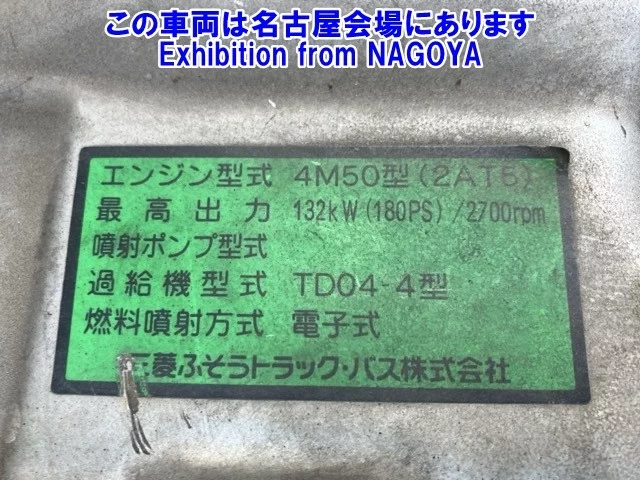 この車両は名古屋会場にあります
Exhibition from NAGOYA
エンジン型式 4M50型(2AT6)
最高出力 132kW(180PS)/2700rpm
噴射ポンプ型式
過給機型式 TD04-4型
燃料噴射方式 電子式
三菱ふそうトラック・バス株式会社